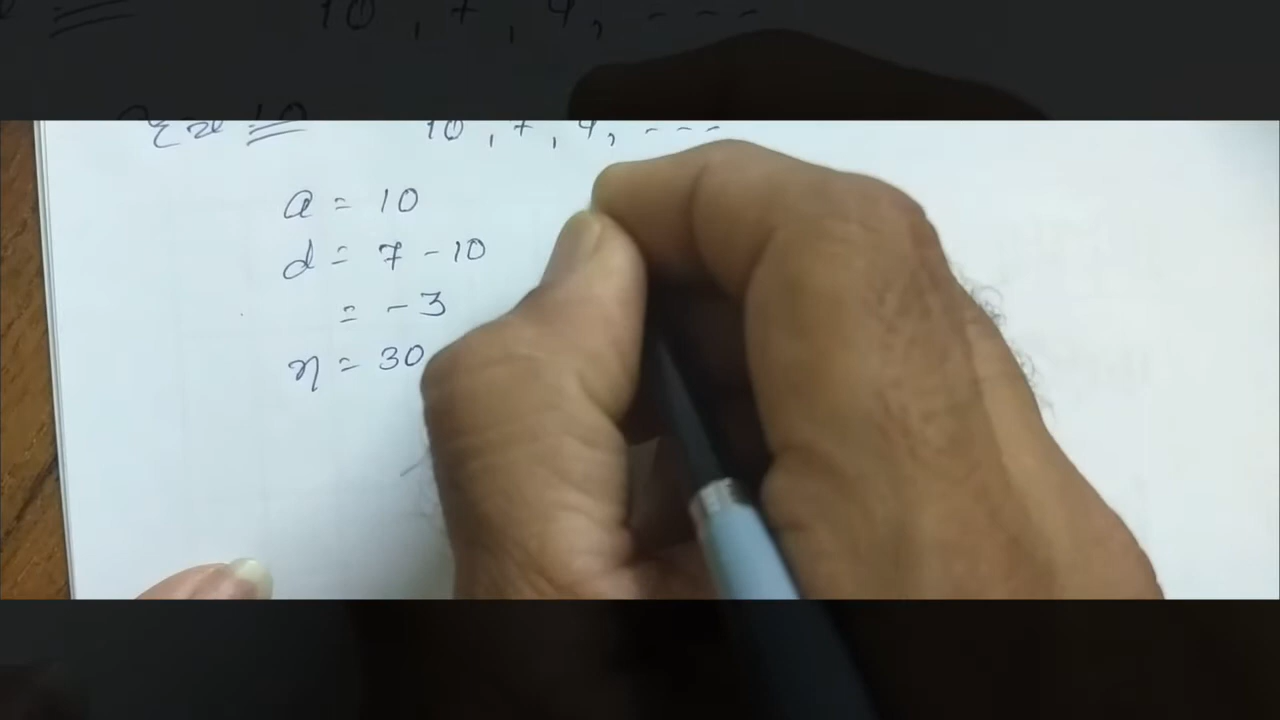 10, 7, 4, ---
a = 10
d = 7 - 10
= - 3
n = 30